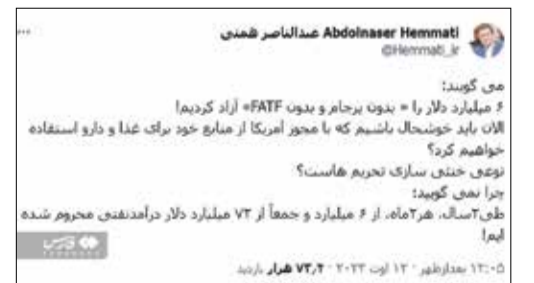 Abdolnaser Hemmati عبدالناصر همتی
@Hemmati_ir
می گویند:
۶ میلیارد دلار را « بدون برجام و بدون FATF» آزاد کردیم!
الان باید خوشحال باشیم که با مجوز آمریکا از منابع خود برای غذا و دارو استفاده
خواهیم کرد؟
نوعی خنثی سازی تحریم هاست؟
چرا نمی گویید:
طی۲سال، هر۲ماه، از ۶ میلیارد و جمعاً از ۷۲ میلیارد دلار درآمدنفتی محروم شده
ایم!
فارس
۱۲:۰۵ بعدازظهر · ۱۲ اوت ۲۰۲۳ · ۷۳٫۲ هزار بازدید